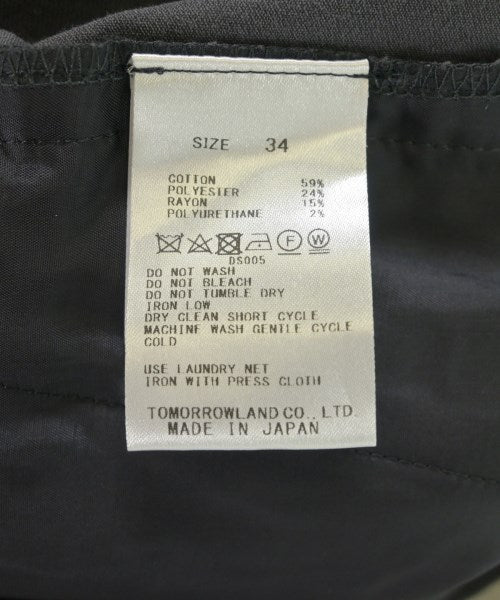 SIZE 34
COTTON 59%
POLYESTER 24%
RAYON 15%
POLYURETHANE 2%
F W
DS005
DO NOT WASH
DO NOT BLEACH
DO NOT TUMBLE DRY
IRON LOW
DRY CLEAN SHORT CYCLE
MACHINE WASH GENTLE CYCLE
COLD
USE LAUNDRY NET
IRON WITH PRESS CLOTH
TOMORROWLAND CO., LTD.
MADE IN JAPAN